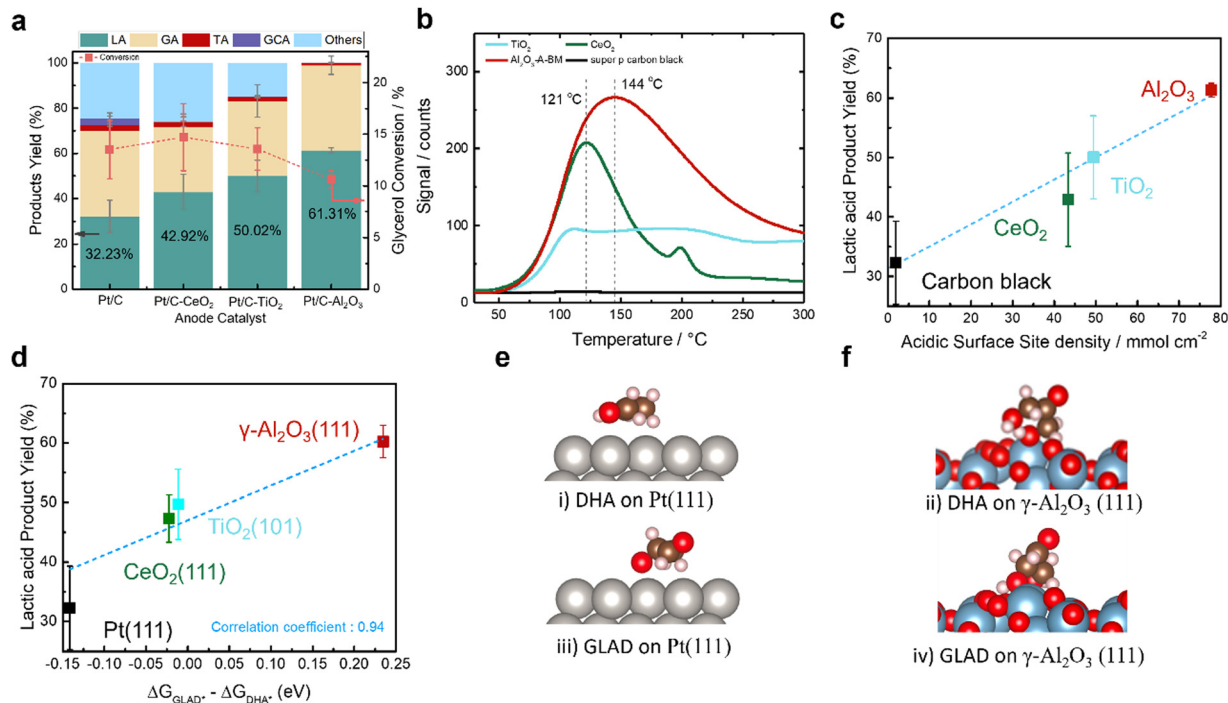 a
LA GA TA GCA Others
- Conversion
Products Yield (%)
100
80
60
40
20
0
32.23%
42.92%
50.02%
61.31%
Pt/C Pt/C-CeO₂ Pt/C-TiO₂ Pt/C-Al₂O₃
Anode Catalyst
20
15
10
5
0
Glycerol Conversion / %
b
TiO₂ CeO₂
Al₂O₃-A-BM super p carbon black
121 °C
144 °C
Signal / counts
300
200
100
0
50 100 150 200 250 300
Temperature / °C
c
Lactic acid Product Yield (%)
70
60
50
40
30
Al₂O₃
TiO₂
CeO₂
Carbon black
0 10 20 30 40 50 60 70 80
Acidic Surface Site density / mmol cm⁻²
d
Lactic acid Product Yield (%)
70
60
50
40
30
γ-Al₂O₃(111)
TiO₂(101)
CeO₂(111)
Pt(111)
Correlation coefficient : 0.94
-0.15 -0.10 -0.05 0.00 0.05 0.10 0.15 0.20 0.25
ΔG_GLAD* - ΔG_DHA* (eV)
e
i) DHA on Pt(111)
iii) GLAD on Pt(111)
f
ii) DHA on γ-Al₂O₃ (111)
iv) GLAD on γ-Al₂O₃ (111)